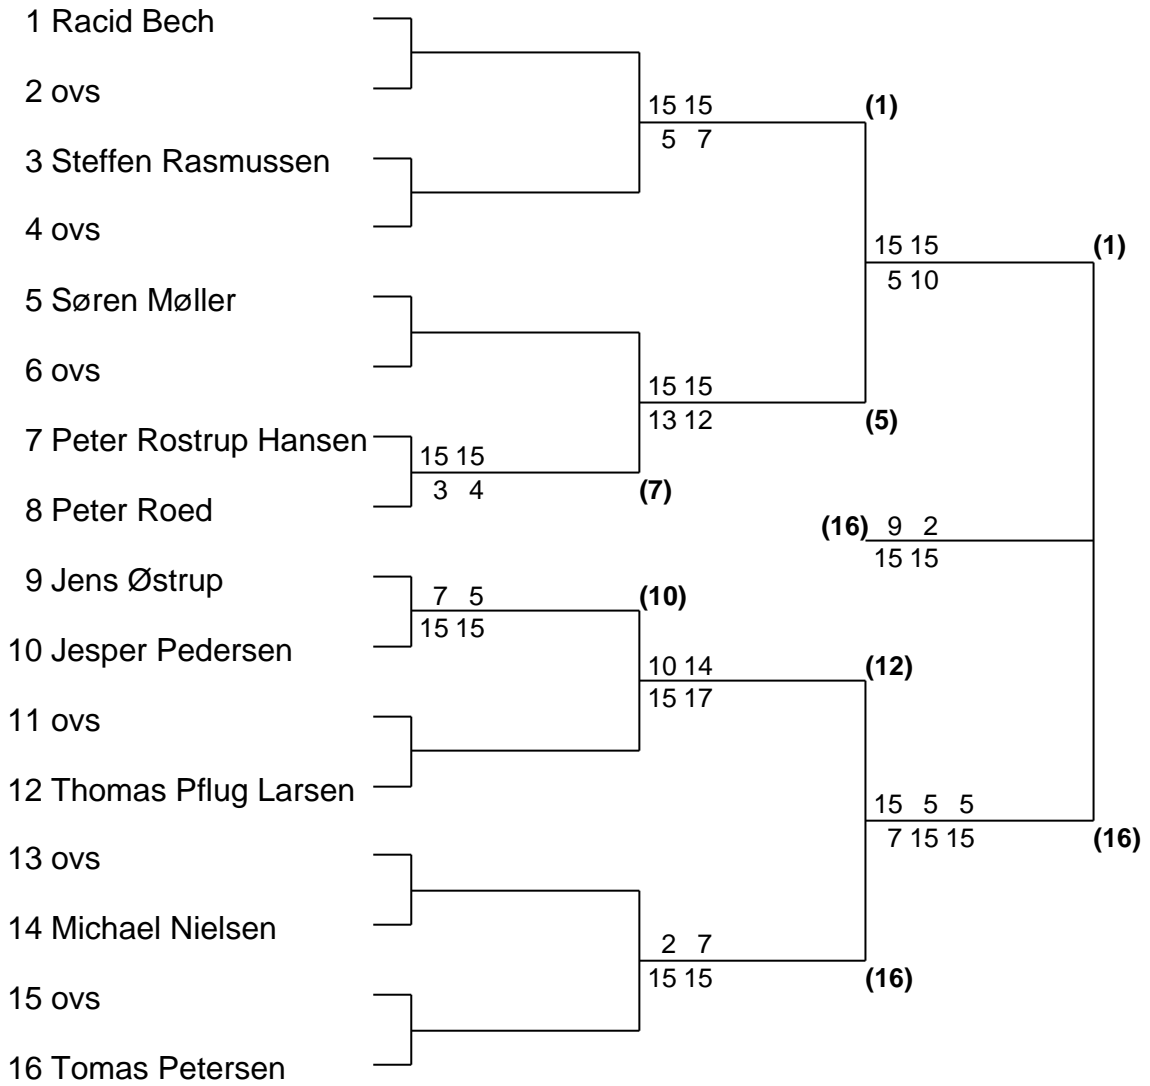 1 Racid Bech
2 ovs
15 15
(1)
5 7
3 Steffen Rasmussen
4 ovs
15 15
(1)
5 10
5 Søren Møller
6 ovs
15 15
13 12
(5)
7 Peter Rostrup Hansen
15 15
3 4
(7)
8 Peter Roed
(16)
9 2
15 15
9 Jens Østrup
7 5
(10)
15 15
10 Jesper Pedersen
10 14
(12)
15 17
11 ovs
12 Thomas Pflug Larsen
15 5 5
7 15 15
(16)
13 ovs
14 Michael Nielsen
2 7
15 15
(16)
15 ovs
16 Tomas Petersen